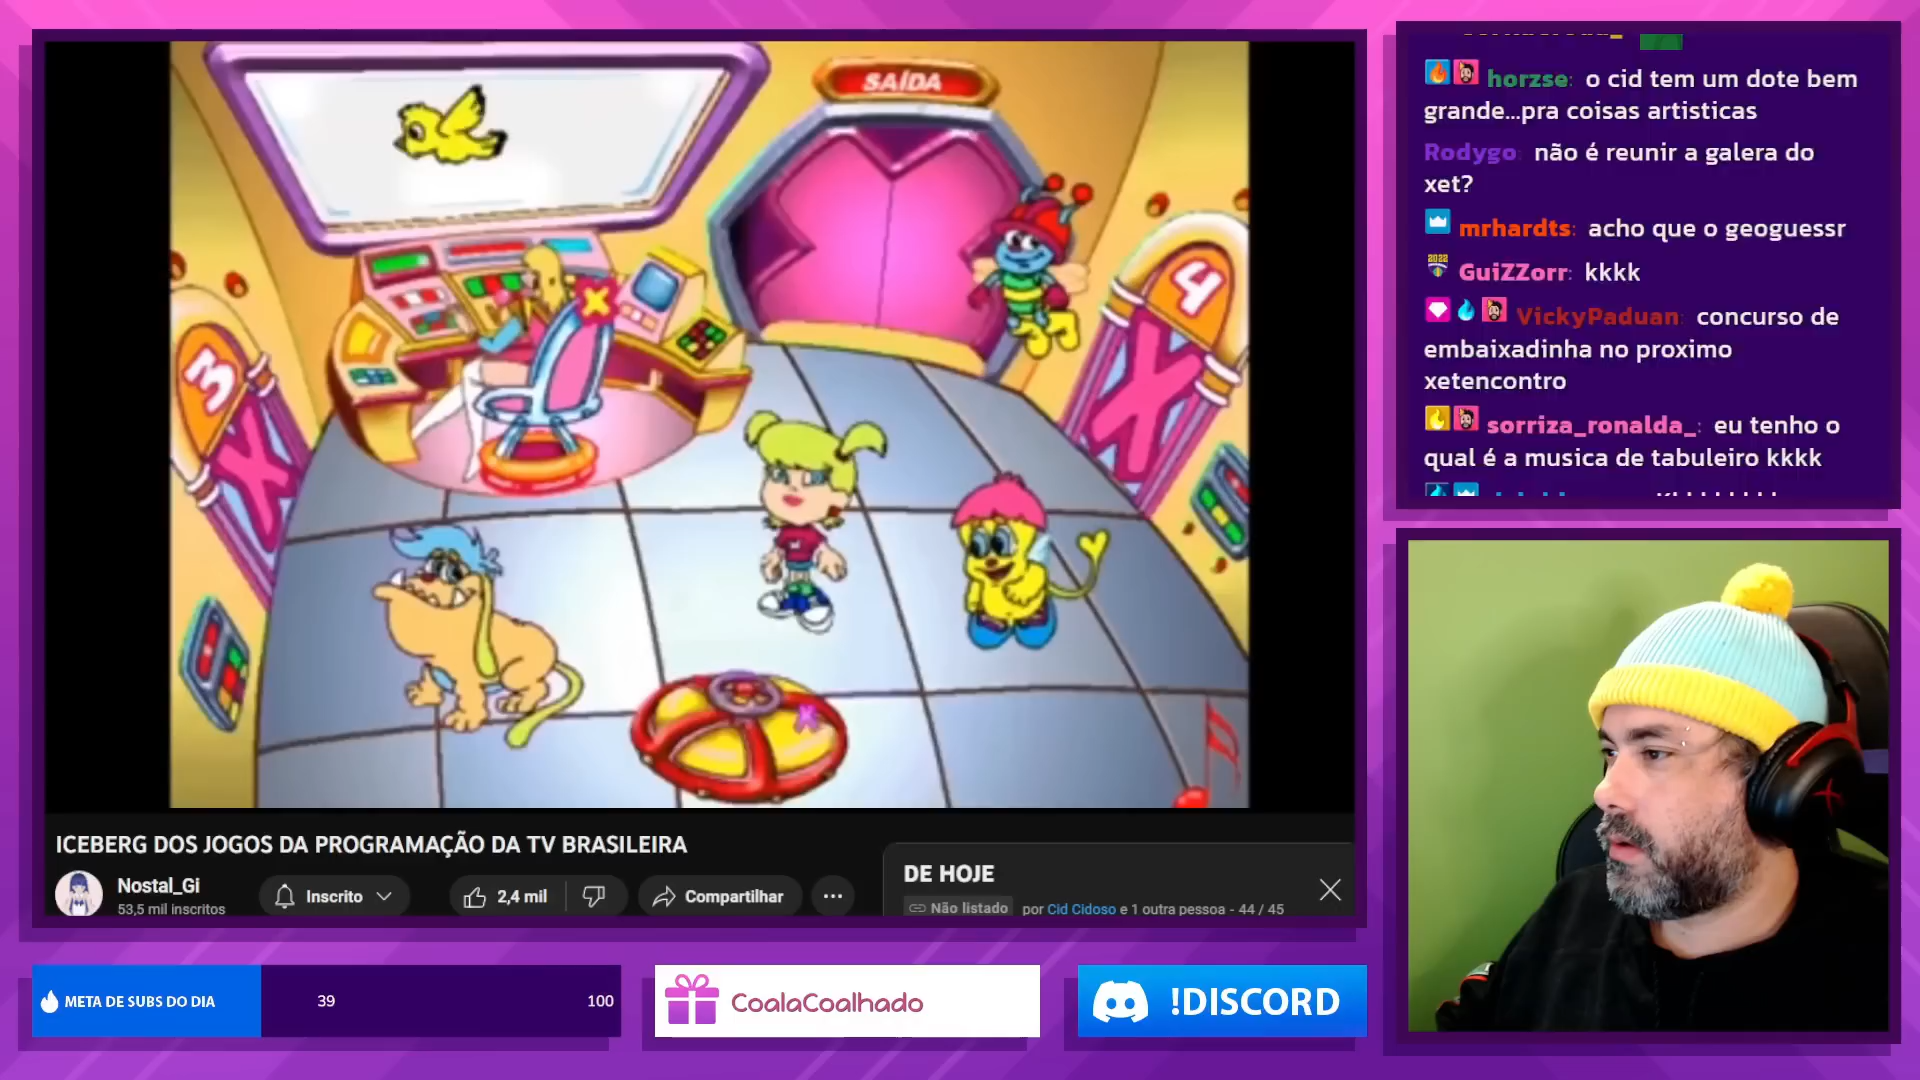 SAÍDA
3
4
X
X
ICEBERG DOS JOGOS DA PROGRAMAÇÃO DA TV BRASILEIRA
Nostal_Gi
53,5 mil inscritos
Inscrito
2,4 mil
Compartilhar
DE HOJE
Não listado por Cid Cidoso e 1 outra pessoa - 44 / 45
META DE SUBS DO DIA
39
100
CoalaCoalhado
!DISCORD
horzse: o cid tem um dote bem
grande...pra coisas artisticas
Rodygo: não é reunir a galera do
xet?
mrhardts: acho que o geoguessr
2022
GuiZZorr: kkkk
VickyPaduan: concurso de
embaixadinha no proximo
xetencontro
sorriza_ronalda_: eu tenho o
qual é a musica de tabuleiro kkkk